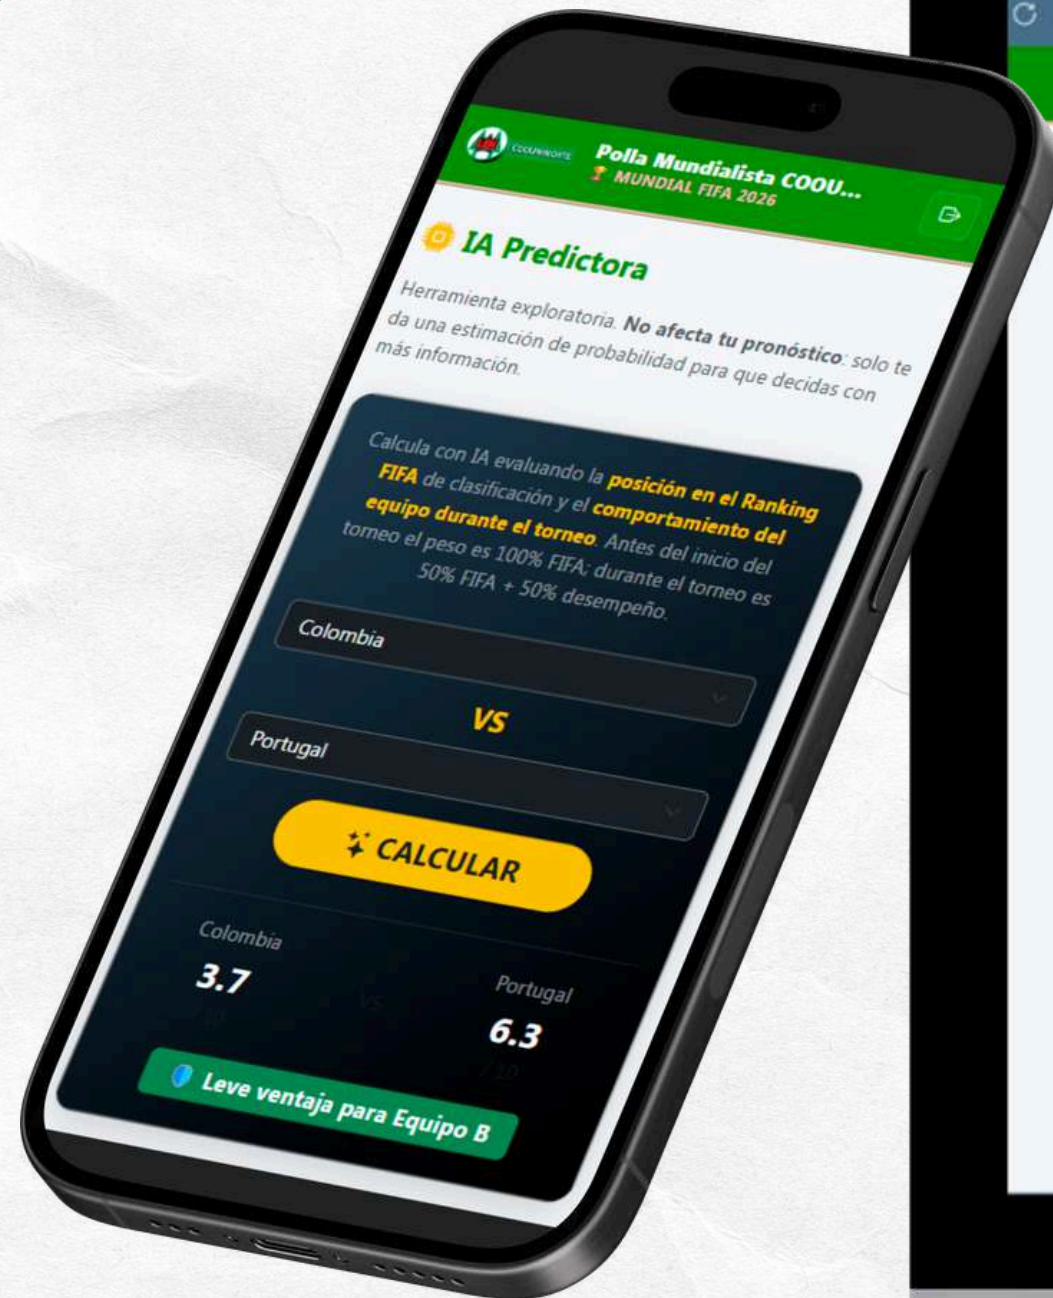 COOUNINORTE
Polla Mundialista COOU...
MUNDIAL FIFA 2026
IA Predictora
Herramienta exploratoria. No afecta tu pronóstico: solo te
da una estimación de probabilidad para que decidas con
más información.
Calcula con IA evaluando la posición en el Ranking
FIFA de clasificación y el comportamiento del
equipo durante el torneo. Antes del inicio del
torneo el peso es 100% FIFA; durante el torneo es
50% FIFA + 50% desempeño.
Colombia
VS
Portugal
CALCULAR
Colombia
3.7
/ 10
VS
Portugal
6.3
/ 10
Leve ventaja para Equipo B